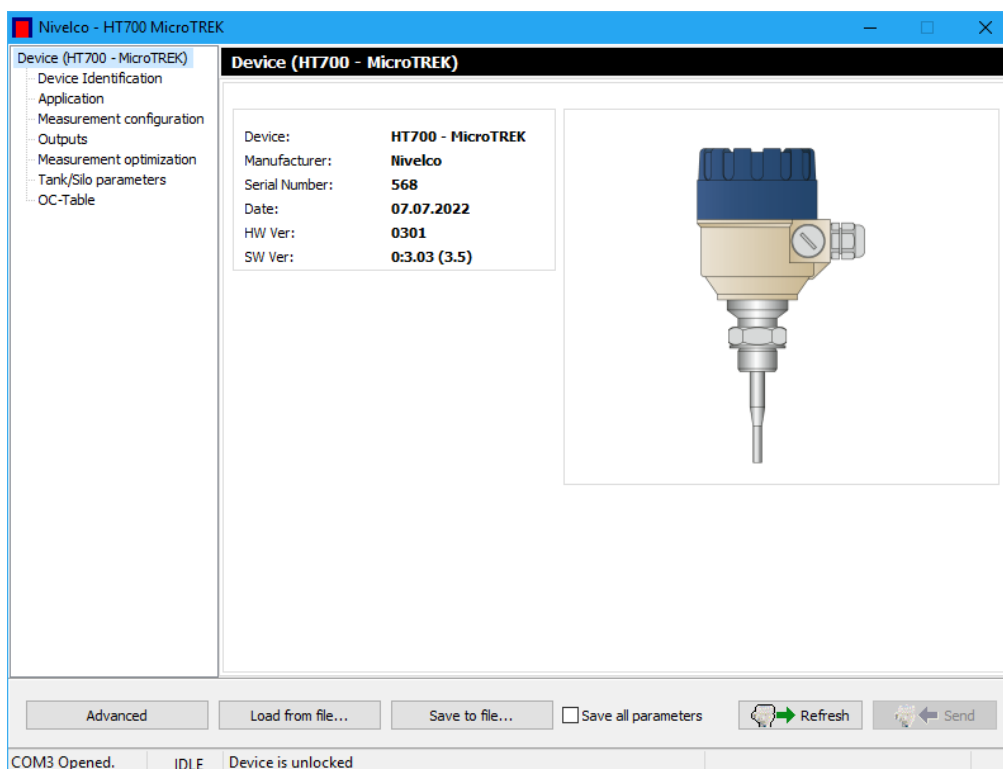 Nivelco - HT700 MicroTREK
Device (HT700 - MicroTREK)
Device Identification
Application
Measurement configuration
Outputs
Measurement optimization
Tank/Silo parameters
OC-Table
Device (HT700 - MicroTREK)
Device: HT700 - MicroTREK
Manufacturer: Nivelco
Serial Number: 568
Date: 07.07.2022
HW Ver: 0301
SW Ver: 0:3.03 (3.5)
Advanced Load from file... Save to file... Save all parameters Refresh Send
COM3 Opened. IDLE Device is unlocked